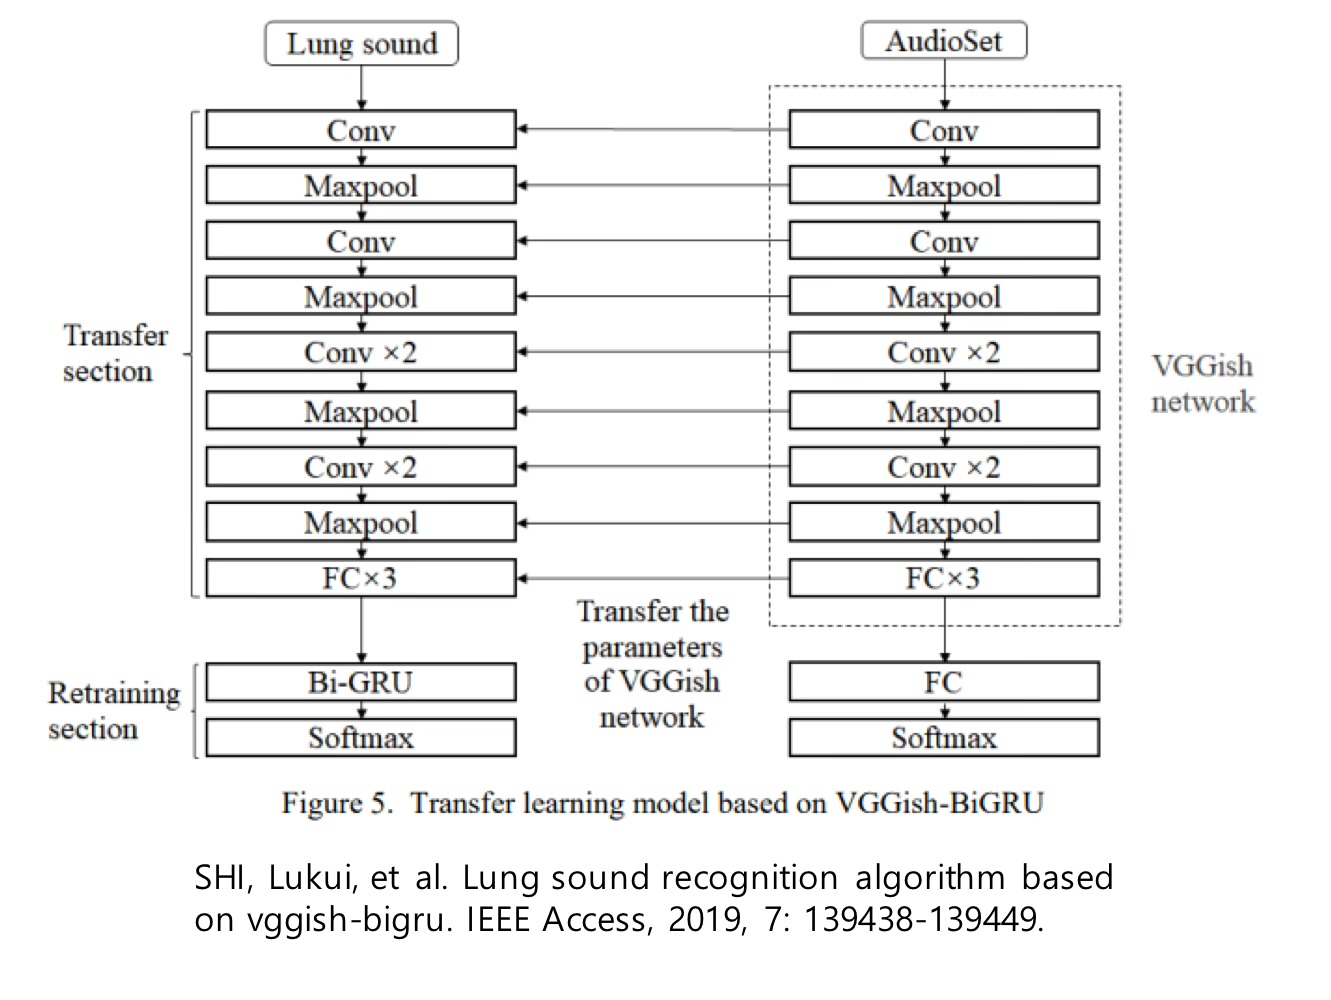 Lung sound
AudioSet
Conv
Conv
Maxpool
Maxpool
Conv
Conv
Maxpool
Maxpool
Transfer
section
Conv ×2
Conv ×2
VGGish
network
Maxpool
Maxpool
Conv ×2
Conv ×2
Maxpool
Maxpool
FC×3
FC×3
Transfer the
parameters
of VGGish
network
Retraining
section
Bi-GRU
FC
Softmax
Softmax
Figure 5. Transfer learning model based on VGGish-BiGRU
SHI, Lukui, et al. Lung sound recognition algorithm based
on vggish-bigru. IEEE Access, 2019, 7: 139438-139449.